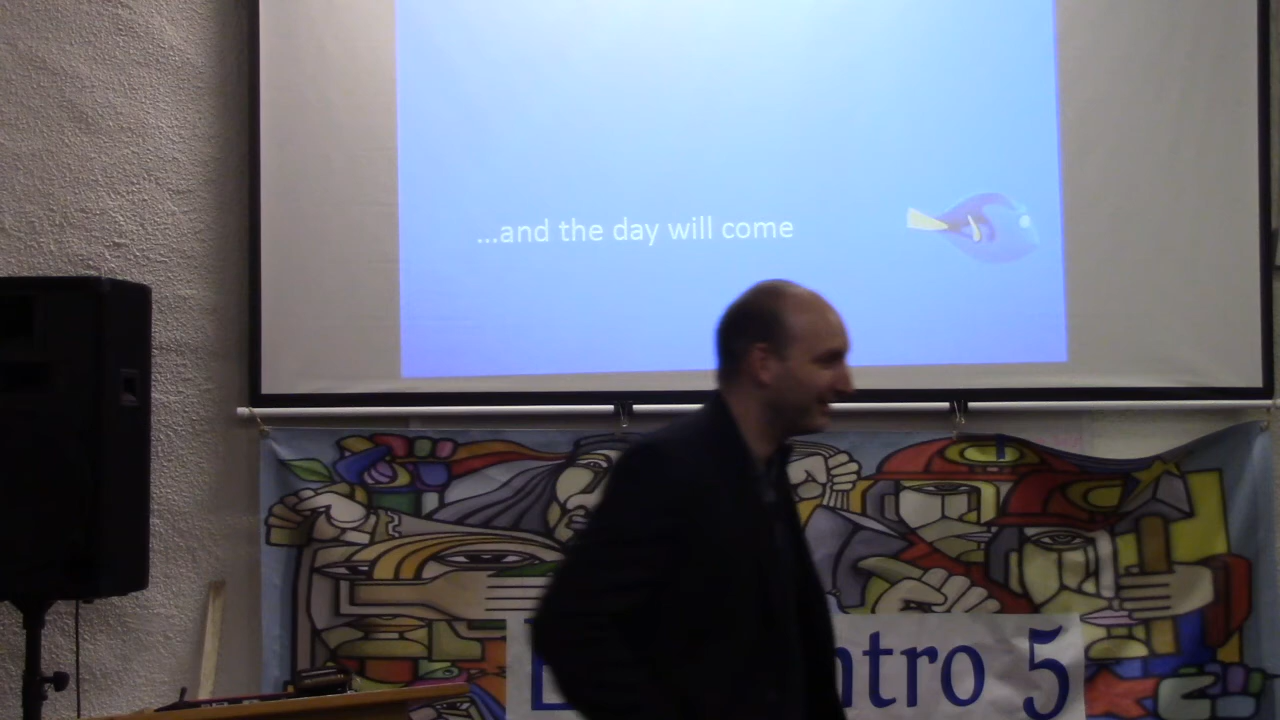 ...and the day will come
ntro 5